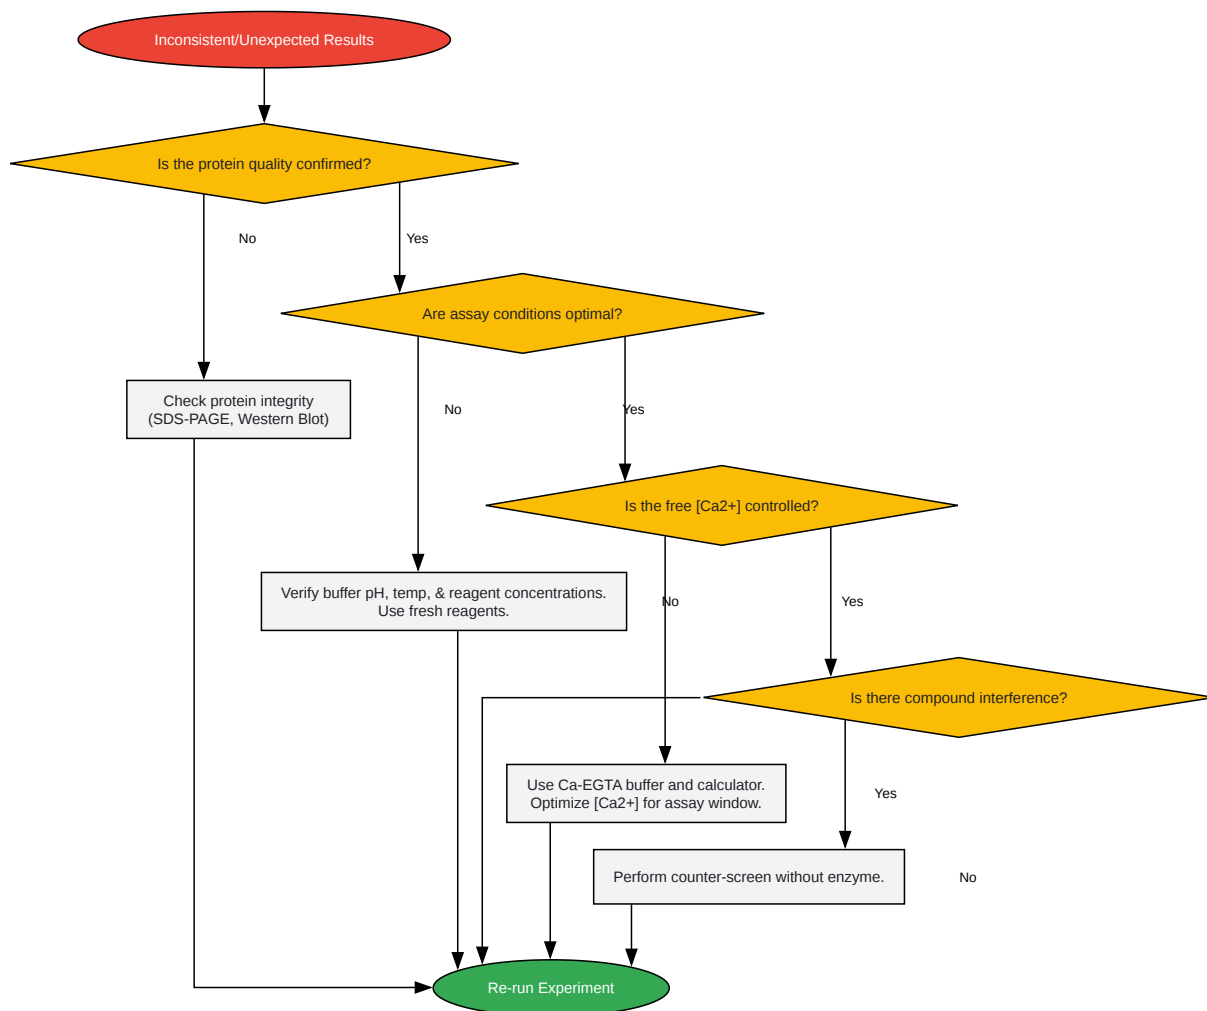 Inconsistent/Unexpected Results
Is the protein quality confirmed?
No
Yes
Are assay conditions optimal?
Check protein integrity
(SDS-PAGE, Western Blot)
No
Yes
Is the free [Ca2+] controlled?
Verify buffer pH, temp, & reagent concentrations.
Use fresh reagents.
No
Yes
Is there compound interference?
Use Ca-EGTA buffer and calculator.
Optimize [Ca2+] for assay window.
Yes
Perform counter-screen without enzyme.
No
Re-run Experiment